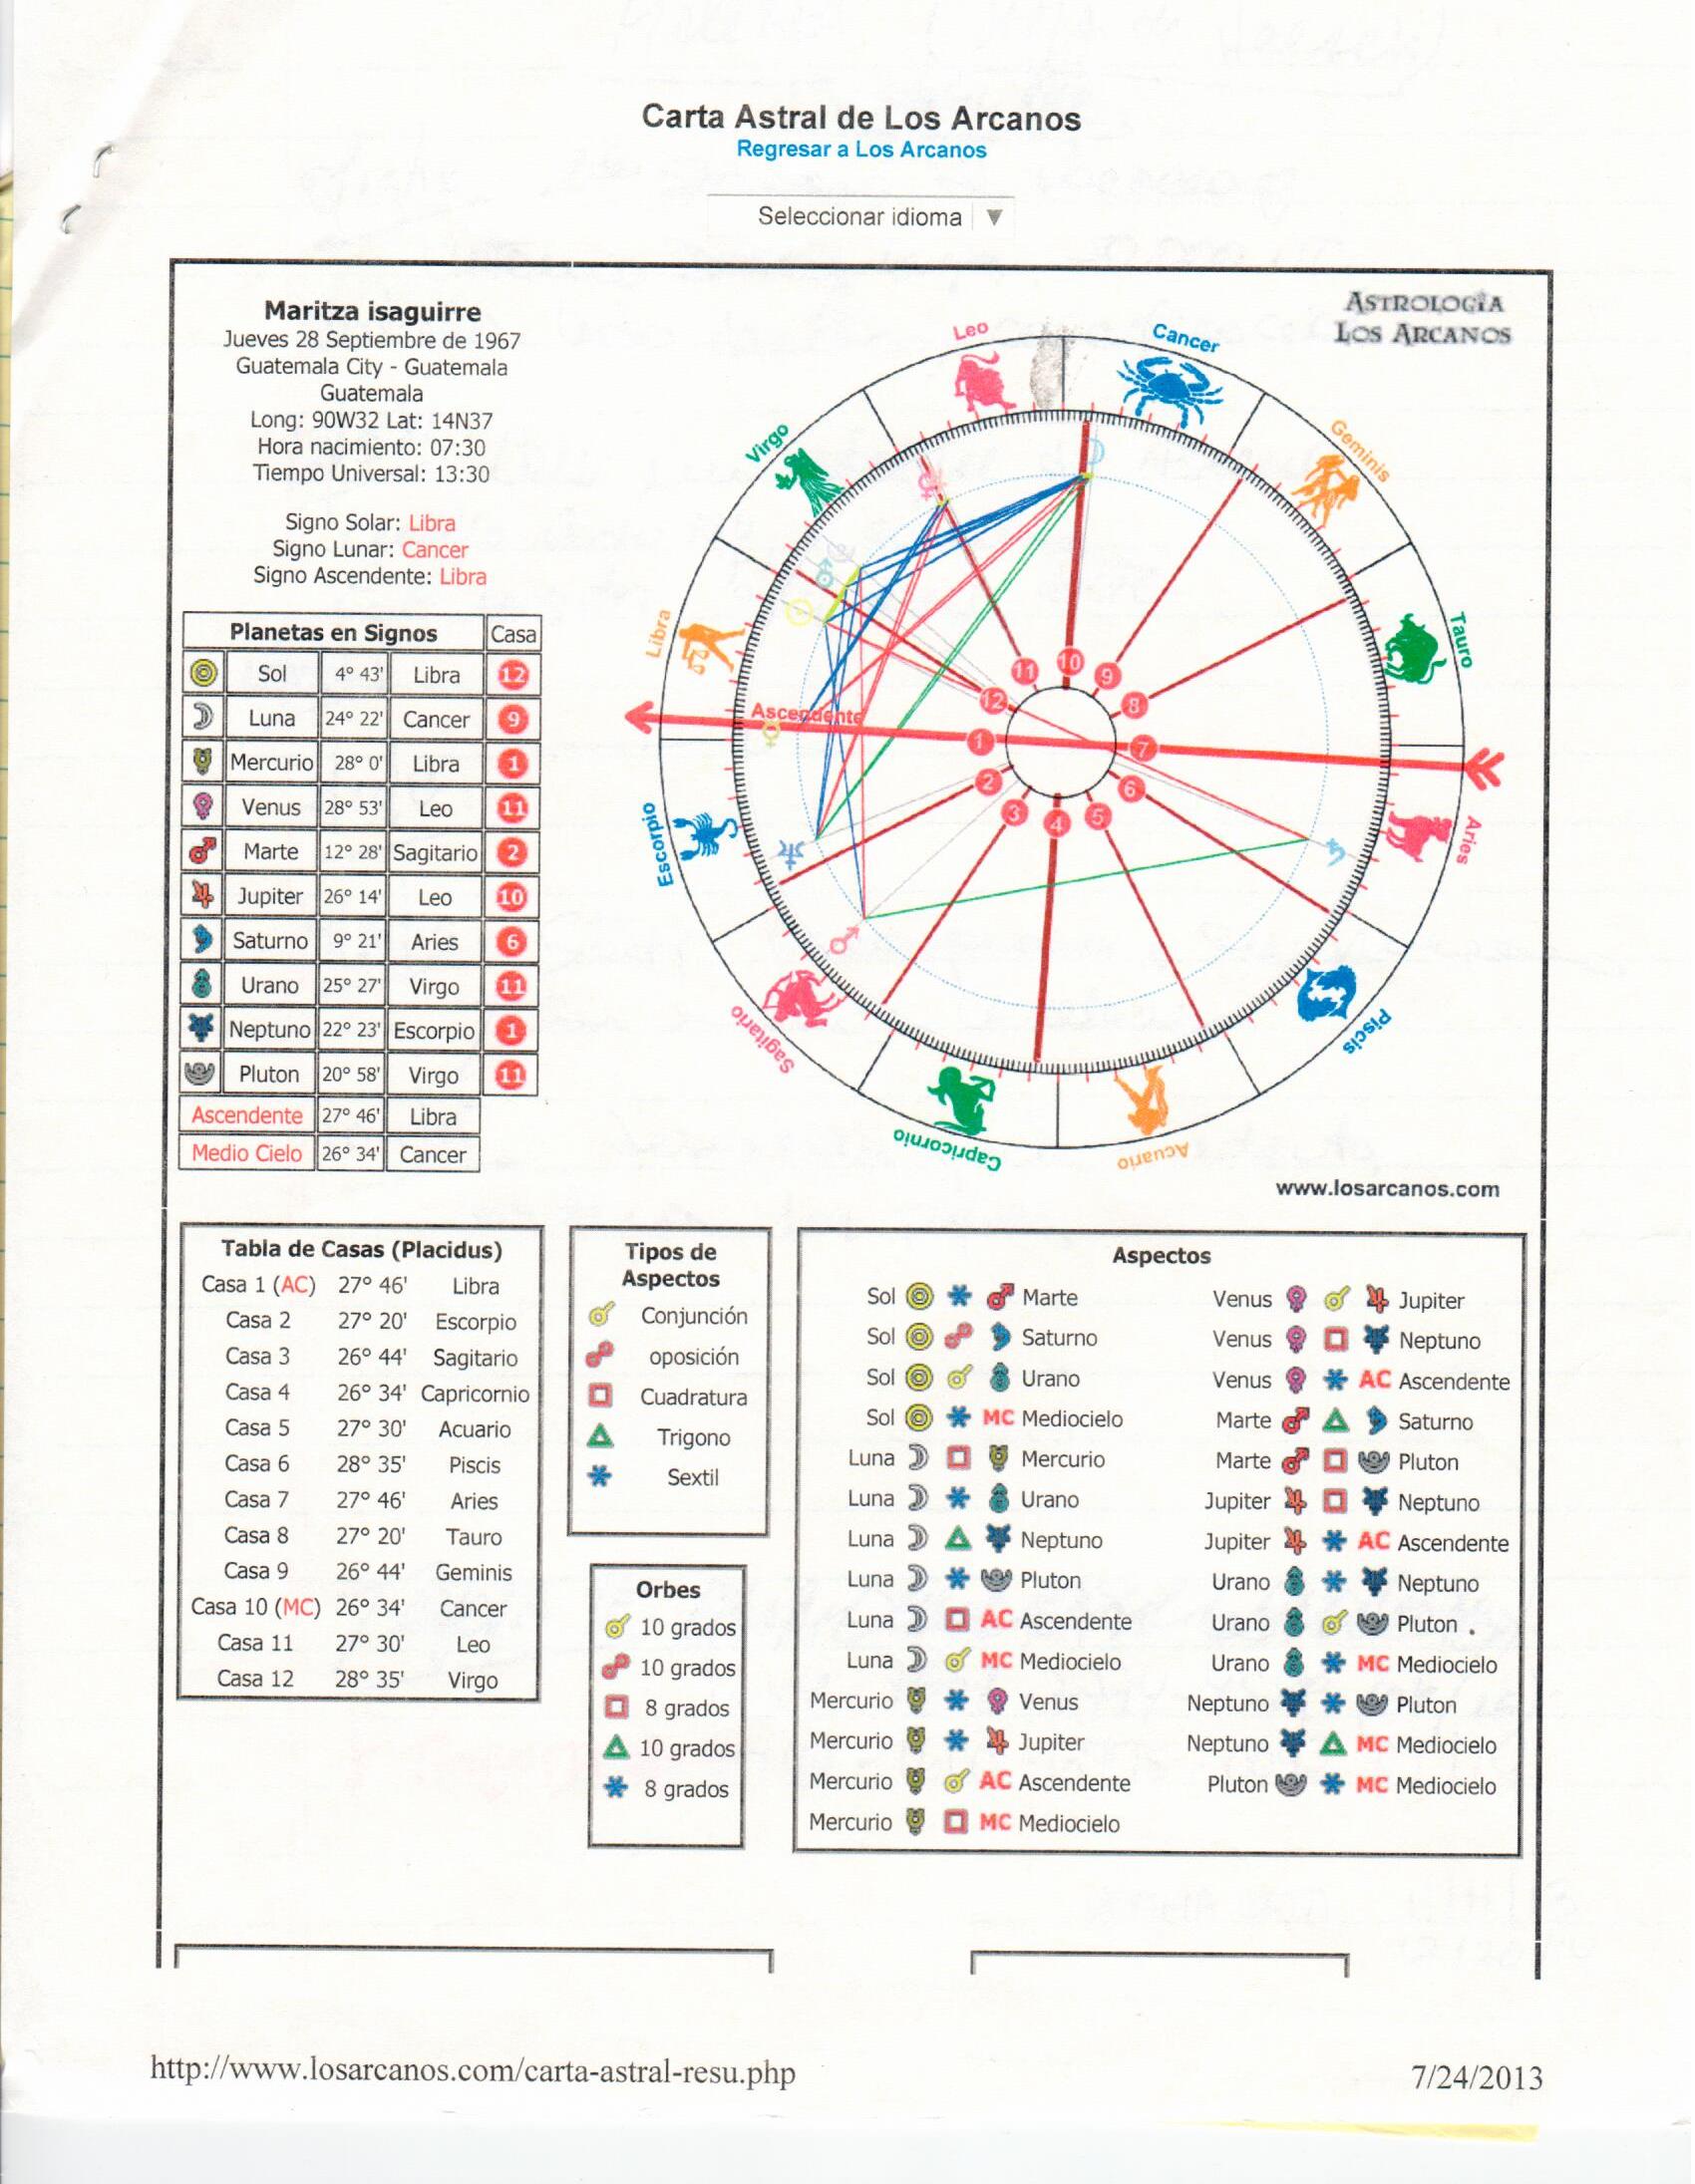 Carta Astral de Los Arcanos
Regresar a Los Arcanos
Seleccionar idioma ▼
Maritza isaguirre
Jueves 28 Septiembre de 1967
Guatemala City - Guatemala
Guatemala
Long: 90W32 Lat: 14N37
Hora nacimiento: 07:30
Tiempo Universal: 13:30
Signo Solar: Libra
Signo Lunar: Cancer
Signo Ascendente: Libra
Planetas en Signos Casa
Sol 4° 43' Libra 12
Luna 24° 22' Cancer 9
Mercurio 28° 0' Libra 1
Venus 28° 53' Leo 11
Marte 12° 28' Sagitario 2
Jupiter 26° 14' Leo 10
Saturno 9° 21' Aries 6
Urano 25° 27' Virgo 11
Neptuno 22° 23' Escorpio 1
Pluton 20° 58' Virgo 11
Ascendente 27° 46' Libra
Medio Cielo 26° 34' Cancer
ASTROLOGÍA
LOS ARCANOS
Leo
Cancer
Geminis
Tauro
Aries
Piscis
Acuario
Capricornio
Sagitario
Escorpio
Libra
Virgo
Ascendente
1
2
3
4
5
6
7
8
9
10
11
12
www.losarcanos.com
Tabla de Casas (Placidus)
Casa 1 (AC) 27° 46' Libra
Casa 2 27° 20' Escorpio
Casa 3 26° 44' Sagitario
Casa 4 26° 34' Capricornio
Casa 5 27° 30' Acuario
Casa 6 28° 35' Piscis
Casa 7 27° 46' Aries
Casa 8 27° 20' Tauro
Casa 9 26° 44' Geminis
Casa 10 (MC) 26° 34' Cancer
Casa 11 27° 30' Leo
Casa 12 28° 35' Virgo
Tipos de
Aspectos
Conjunción
oposición
Cuadratura
Trigono
Sextil
Orbes
10 grados
10 grados
8 grados
10 grados
8 grados
Aspectos
Sol Marte
Sol Saturno
Sol Urano
Sol MC Mediocielo
Luna Mercurio
Luna Urano
Luna Neptuno
Luna Pluton
Luna AC Ascendente
Luna MC Mediocielo
Mercurio Venus
Mercurio Jupiter
Mercurio AC Ascendente
Mercurio MC Mediocielo
Venus Jupiter
Venus Neptuno
Venus AC Ascendente
Marte Saturno
Marte Pluton
Jupiter Neptuno
Jupiter AC Ascendente
Urano Neptuno
Urano Pluton
Urano MC Mediocielo
Neptuno Pluton
Neptuno MC Mediocielo
Pluton MC Mediocielo
http://www.losarcanos.com/carta-astral-resu.php
7/24/2013